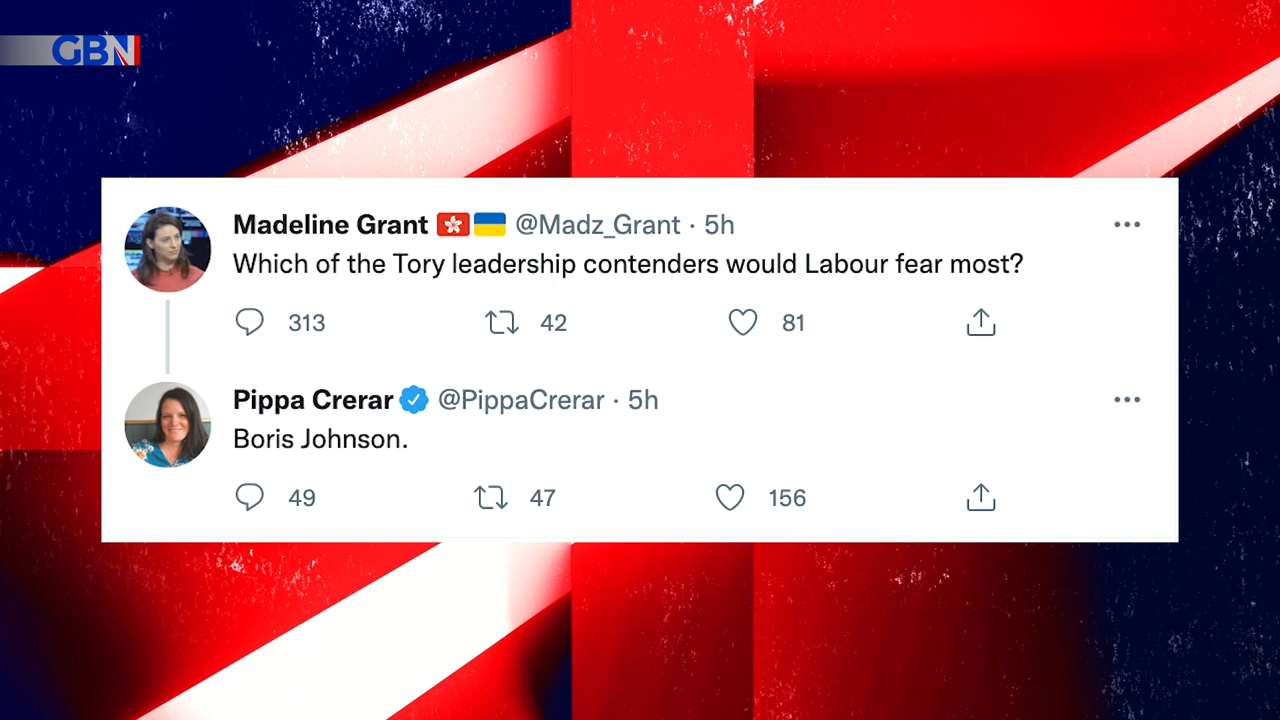 GBN
Madeline Grant @Madz_Grant · 5h
Which of the Tory leadership contenders would Labour fear most?
313 42 81
Pippa Crerar @PippaCrerar · 5h
Boris Johnson.
49 47 156